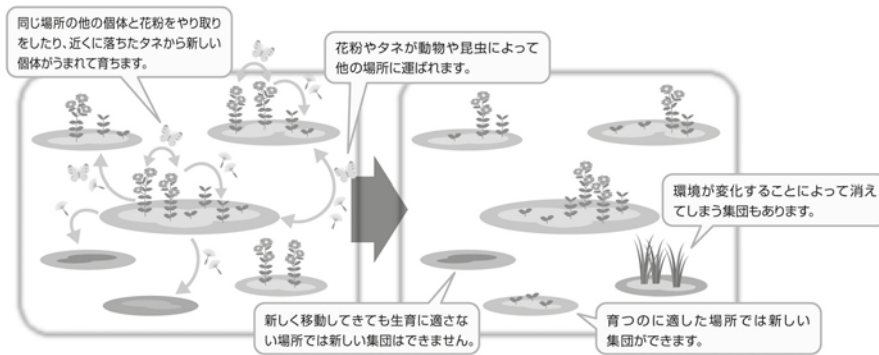 同じ場所の他の個体と花粉をやり取り
をしたり、近くに落ちたタネから新しい
個体がうまれて育ちます。
花粉やタネが動物や昆虫によって
他の場所に運ばれます。
環境が変化することによって消え
てしまう集団もあります。
新しく移動してきても生育に適さな
い場所では新しい集団はできません。
育つのに適した場所では新しい
集団ができます。